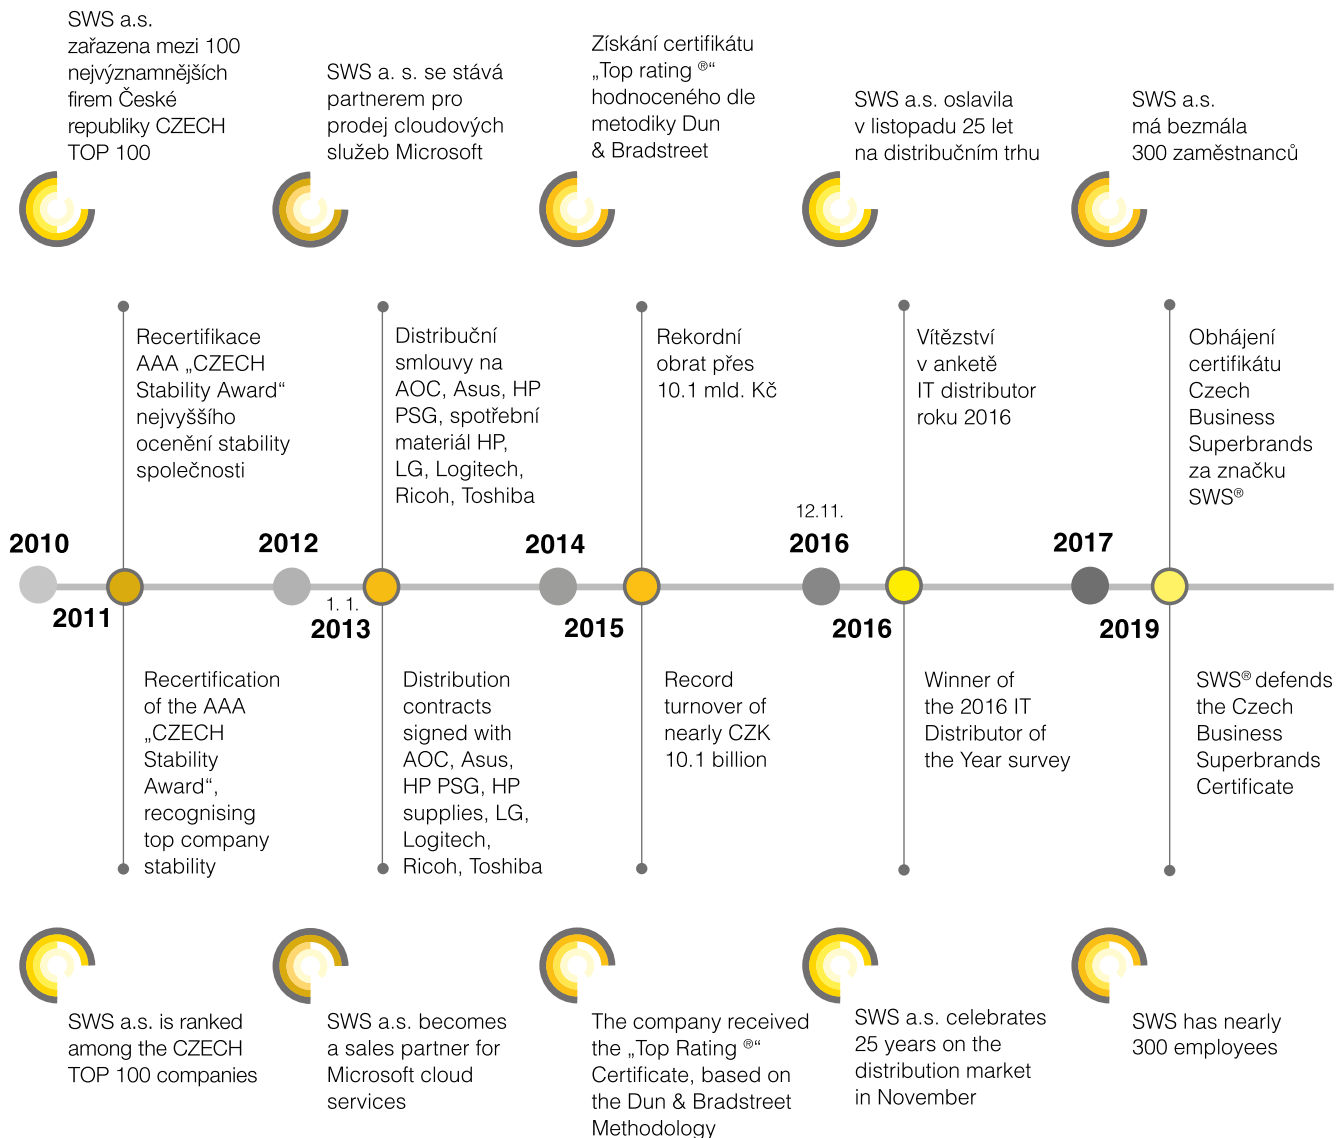 SWS a.s.
zařazena mezi 100
nejvýznamnějších
firem České
republiky CZECH
TOP 100
SWS a. s. se stává
partnerem pro
prodej cloudových
služeb Microsoft
Získání certifikátu
„Top rating ®“
hodnoceného dle
metodiky Dun
& Bradstreet
SWS a.s. oslavila
v listopadu 25 let
na distribučním trhu
SWS a.s.
má bezmála
300 zaměstnanců
Recertifikace
AAA „CZECH
Stability Award“
nejvyššího
ocenění stability
společnosti
Distribuční
smlouvy na
AOC, Asus, HP
PSG, spotřební
materiál HP,
LG, Logitech,
Ricoh, Toshiba
Rekordní
obrat přes
10.1 mld. Kč
Vítězství
v anketě
IT distributor
roku 2016
Obhájení
certifikátu
Czech
Business
Superbrands
za značku
SWS®
2010
2012
2014
12.11.
2016
2017
2011
1. 1.
2013
2015
2016
2019
Recertification
of the AAA
„CZECH
Stability
Award“,
recognising
top company
stability
Distribution
contracts
signed with
AOC, Asus,
HP PSG, HP
supplies, LG,
Logitech,
Ricoh, Toshiba
Record
turnover of
nearly CZK
10.1 billion
Winner of
the 2016 IT
Distributor of
the Year survey
SWS® defends
the Czech
Business
Superbrands
Certificate
SWS a.s. is ranked
among the CZECH
TOP 100 companies
SWS a.s. becomes
a sales partner for
Microsoft cloud
services
The company received
the „Top Rating ®“
Certificate, based on
the Dun & Bradstreet
Methodology
SWS a.s. celebrates
25 years on the
distribution market
in November
SWS has nearly
300 employees